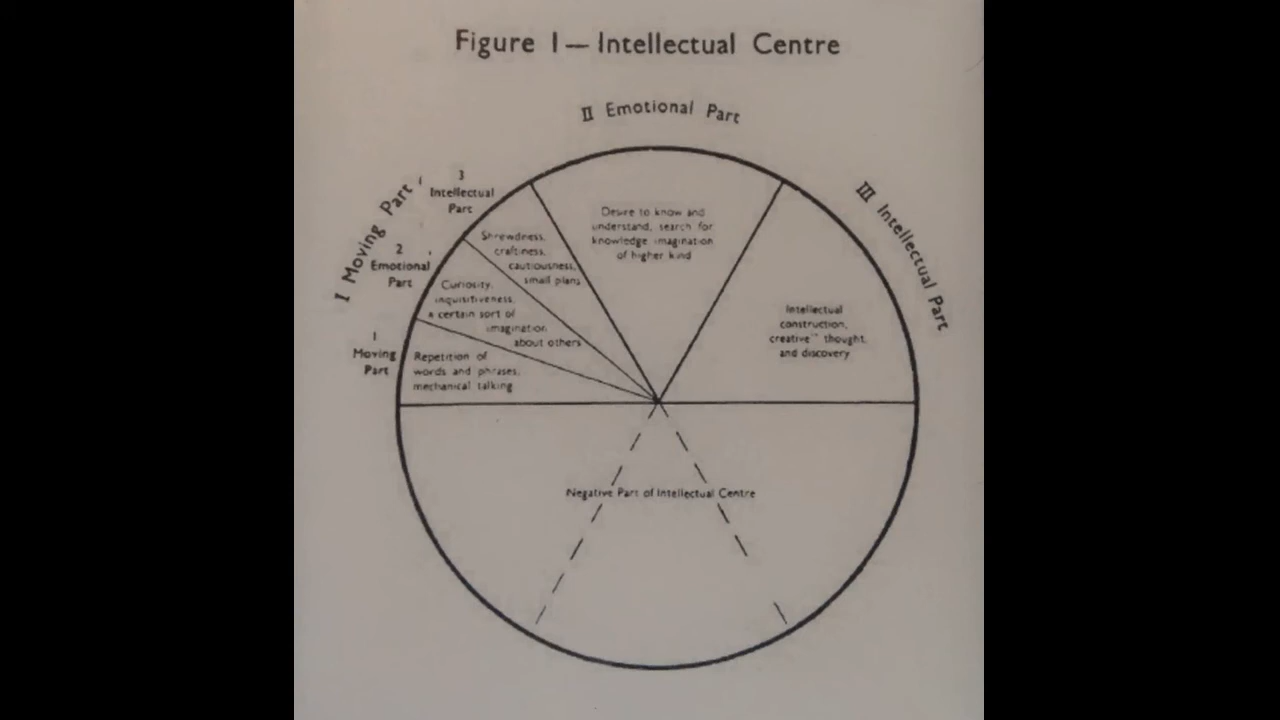 Figure 1— Intellectual Centre
II Emotional Part
I Moving Part
III Intellectual Part
3
Intellectual
Part
2
Emotional
Part
1
Moving
Part
Desire to know and
understand, search for
knowledge imagination
of higher kind
Shrewdness,
craftiness,
cautiousness,
small plans
Curiosity,
inquisitiveness,
a certain sort of
imagination
about others
Repetition of
words and phrases,
mechanical talking
Intellectual
construction,
creative thought,
and discovery
Negative Part of Intellectual Centre